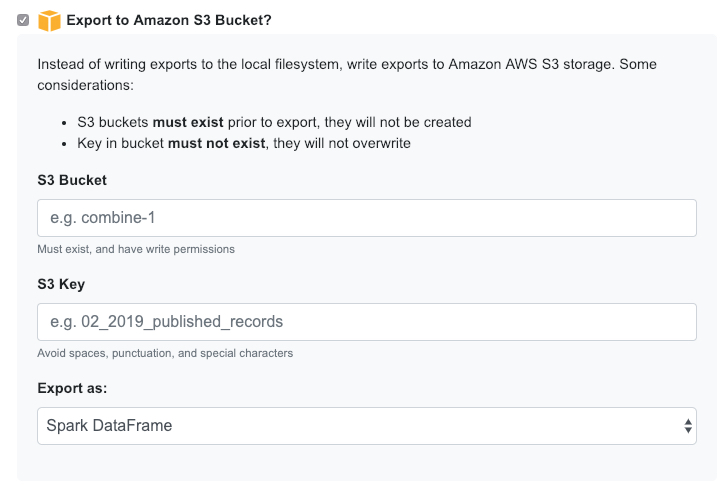 Export to Amazon S3 Bucket?
Instead of writing exports to the local filesystem, write exports to Amazon AWS S3 storage. Some
considerations:
• S3 buckets must exist prior to export, they will not be created
• Key in bucket must not exist, they will not overwrite
S3 Bucket
e.g. combine-1
Must exist, and have write permissions
S3 Key
e.g. 02_2019_published_records
Avoid spaces, punctuation, and special characters
Export as:
Spark DataFrame